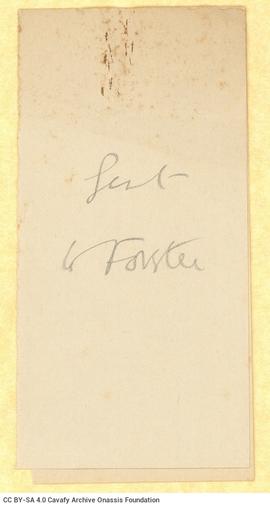 Sent
to Forster
CC BY-SA 4.0 Cavafy Archive Onassis Foundation